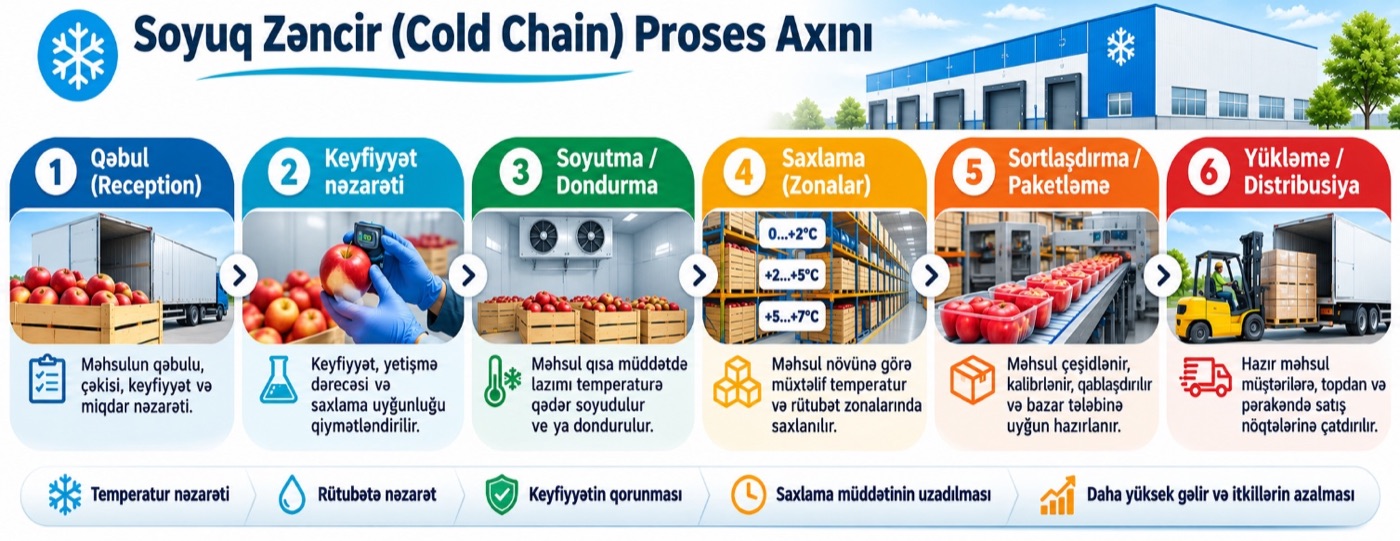 Soyuq Zəncir (Cold Chain) Proses Axını
1
Qəbul
(Reception)
Məhsulun qəbulu,
çəkisi, keyfiyyət və
miqdar nəzarəti.
2
Keyfiyyət
nəzarəti
Keyfiyyət, yetişmə
dərəcəsi və
saxlama uyğunluğu
qiymətləndirilir.
3
Soyutma /
Dondurma
Məhsul qısa müddətdə
lazımı temperaturə
qədər soyudulur
və ya dondurulur.
4
Saxlama
(Zonalar)
0...+2°C
+2...+5°C
+5...+7°C
Məhsul növünə görə
müxtəlif temperatur
və rütubət zonalarında
saxlanılır.
5
Sortlaşdırma /
Paketləmə
Məhsul çeşidlənir,
kalibrlənir, qablaşdırılır
və bazar tələbinə
uyğun hazırlanır.
6
Yükləmə /
Distribusiya
Hazır məhsul
müştərilərə, topdan və
pərakəndə satış
nöqtələrinə çatdırılır.
Temperatur nəzarəti
Rütubətə nəzarət
Keyfiyyətin qorunması
Saxlama müddətinin uzadılması
Daha yüksək gəlir və itkillərin azalması